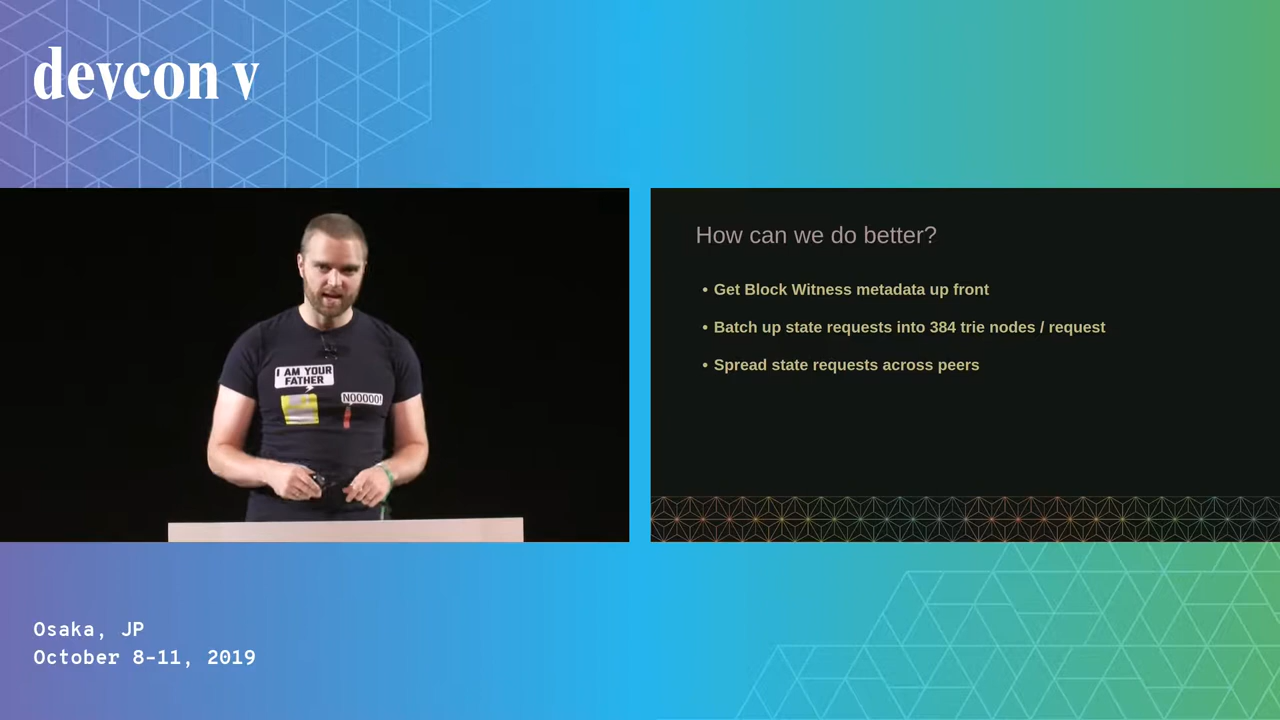 devcon v
I AM YOUR
FATHER
NOOOOO!
How can we do better?
• Get Block Witness metadata up front
• Batch up state requests into 384 trie nodes / request
• Spread state requests across peers
Osaka, JP
October 8-11, 2019